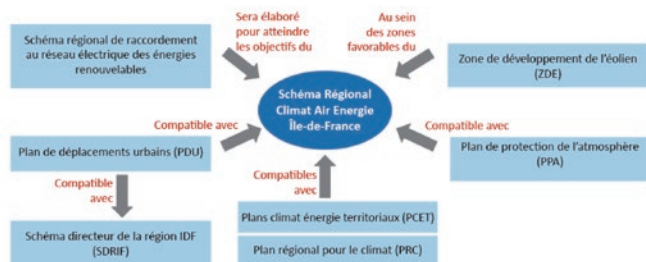 Schéma régional de raccordement
au réseau électrique des énergies
renouvelables
Sera élaboré
pour atteindre
les objectifs du
Au sein
des zones
favorables du
Zone de développement de l'éolien
(ZDE)
Schéma Régional
Climat Air Energie
Île-de-France
Compatible avec
Compatible avec
Plan de déplacements urbains (PDU)
Plan de protection de l'atmosphère
(PPA)
Compatible
avec
Compatibles
avec
Schéma directeur de la région IDF
(SDRIF)
Plans climat énergie territoriaux (PCET)
Plan régional pour le climat (PRC)